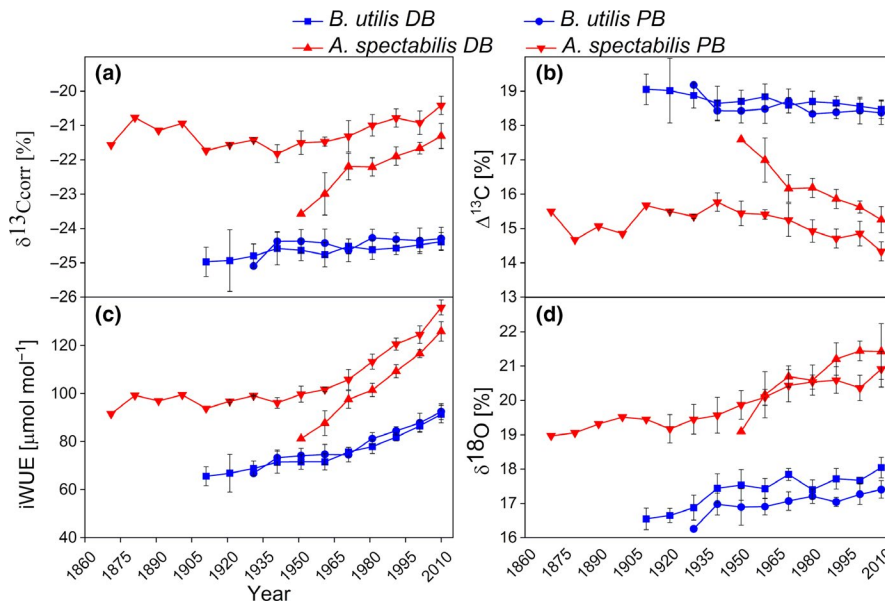 B. utilis DB B. utilis PB
A. spectabilis DB A. spectabilis PB
(a)
δ13Ccorr [%]
–20
–21
–22
–23
–24
–25
–26
(b)
Δ13C [%]
19
18
17
16
15
14
13
(c)
iWUE [μmol mol–1]
120
100
80
60
40
1860 1875 1890 1905 1920 1935 1950 1965 1980 1995 2010
Year
(d)
δ18O [%]
22
21
20
19
18
17
16
1860 1875 1890 1905 1920 1935 1950 1965 1980 1995 2010